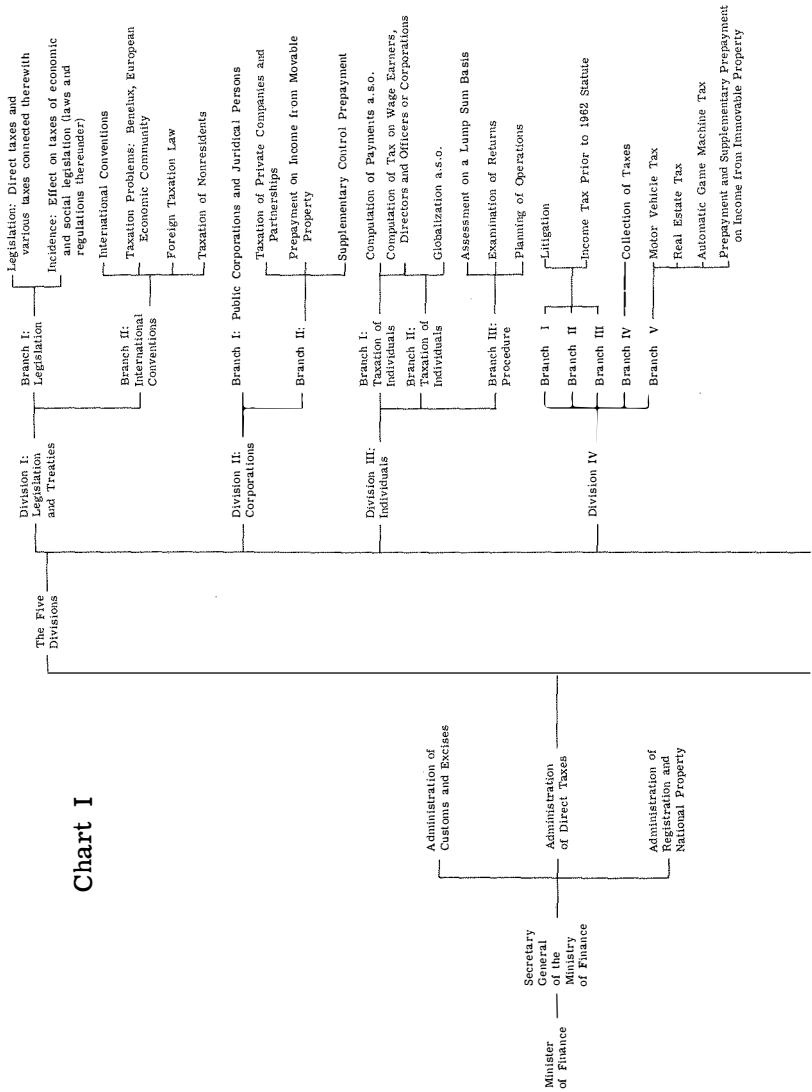 Chart I
Minister
of Finance
Secretary
General
of the
Ministry
of Finance
Administration of
Customs and Excises
Administration
of Direct Taxes
Administration of
Registration and
National Property
The Five
Divisions
Division I:
Legislation
and Treaties
Branch I:
Legislation
Legislation: Direct taxes and
various taxes connected therewith
Incidence: Effect on taxes of economic
and social legislation (laws and
regulations thereunder)
Branch II:
International
Conventions
International Conventions
Taxation Problems: Benelux, European
Economic Community
Foreign Taxation Law
Taxation of Nonresidents
Division II:
Corporations
Branch I: Public Corporations and Juridical Persons
Branch II:
Taxation of Private Companies and
Partnerships
Prepayment on Income from Movable
Property
Supplementary Control Prepayment
Division III:
Individuals
Branch I:
Taxation of
Individuals
Computation of Payments a.s.o.
Computation of Tax on Wage Earners,
Directors and Officers or Corporations
Globalization a.s.o.
Branch II:
Taxation of
Individuals
Branch III:
Procedure
Assessment on a Lump Sum Basis
Examination of Returns
Planning of Operations
Division IV
Branch I
Branch II
Branch III
Litigation
Income Tax Prior to 1962 Statute
Branch IV
Collection of Taxes
Branch V
Motor Vehicle Tax
Real Estate Tax
Automatic Game Machine Tax
Prepayment and Supplementary Prepayment
on Income from Immovable Property